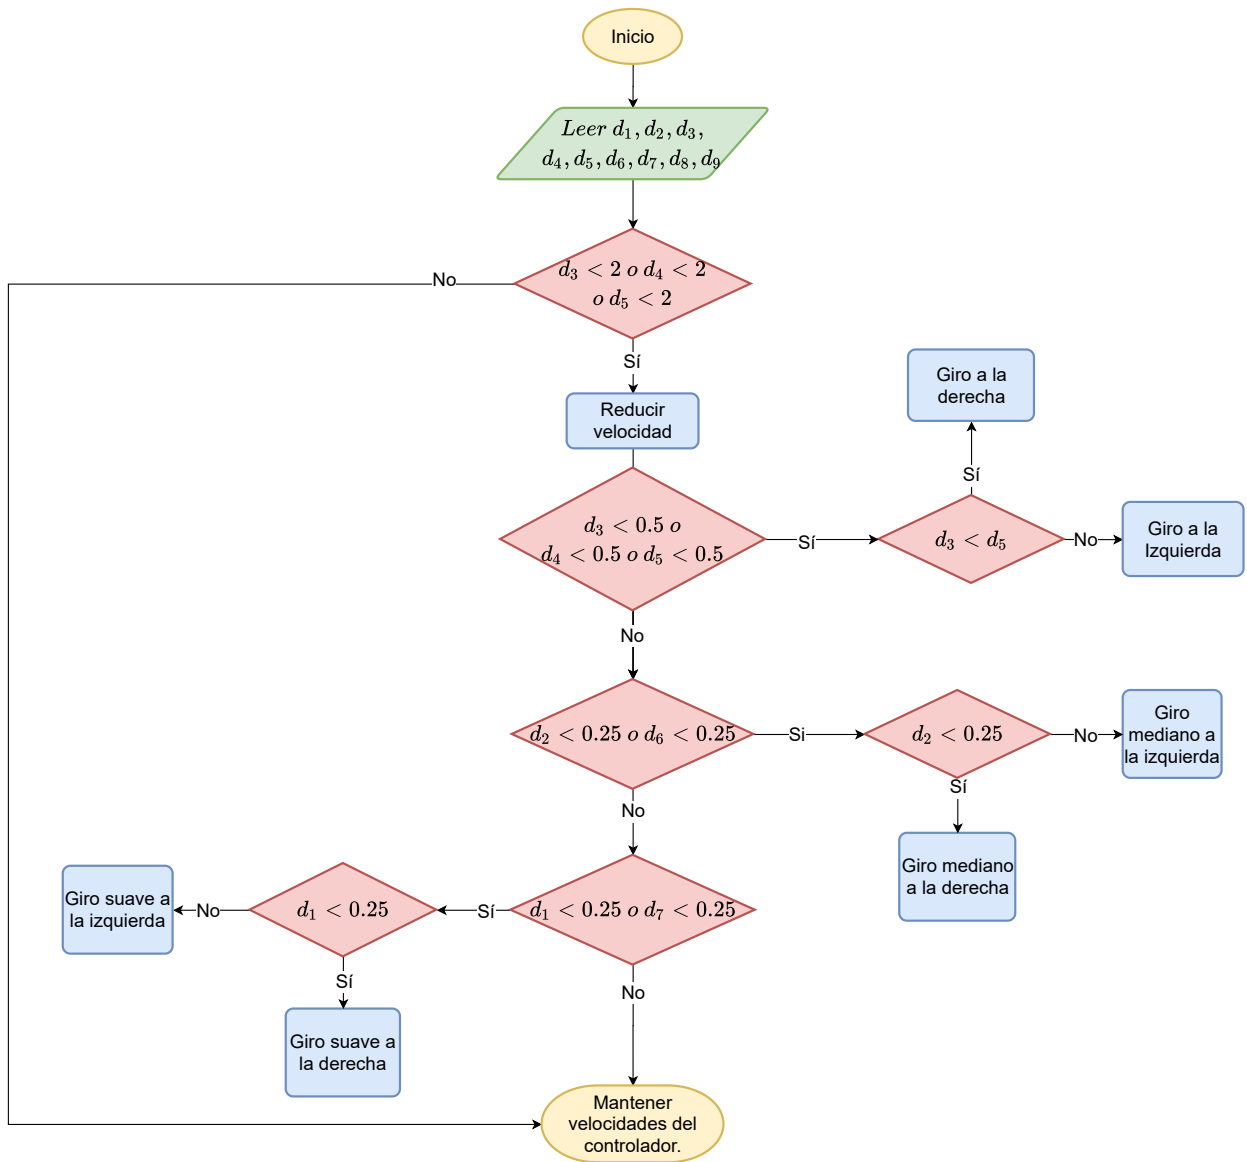 Inicio
Leer d₁, d₂, d₃,
d₄, d₅, d₆, d₇, d₈, d₉
d₃ < 2 o d₄ < 2
o d₅ < 2
No
Sí
Reducir
velocidad
Giro a la
derecha
Sí
d₃ < 0.5 o
d₄ < 0.5 o d₅ < 0.5
Sí
d₃ < d₅
No
Giro a la
Izquierda
No
d₂ < 0.25 o d₆ < 0.25
Si
d₂ < 0.25
No
Giro
mediano a
la izquierda
Sí
Giro mediano
a la derecha
No
Giro suave a
la izquierda
No
d₁ < 0.25
Sí
d₁ < 0.25 o d₇ < 0.25
Sí
Giro suave a
la derecha
No
Mantener
velocidades del
controlador.